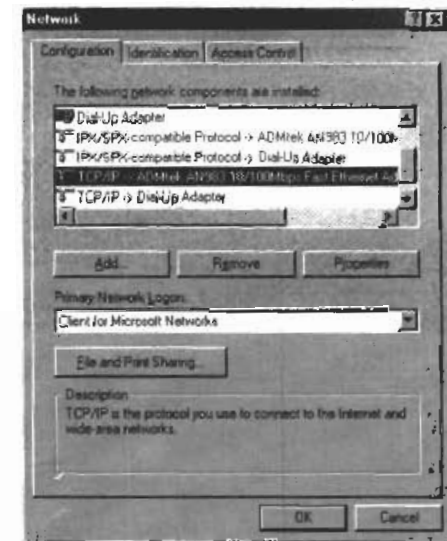 Network
Configuration Identification Access Control
The following network components are installed:
Dial-Up Adapter
IPX/SPX-compatible Protocol -> ADMtek AN983 10/100M
IPX/SPX-compatible Protocol -> Dial-Up Adapter
TCP/IP -> ADMtek AN983 10/100Mbps Fast Ethernet Ad
TCP/IP -> Dial-Up Adapter
Add...
Remove
Properties
Primary Network Logon:
Client for Microsoft Networks
File and Print Sharing...
Description
TCP/IP is the protocol you use to connect to the Internet and
wide-area networks.
OK
Cancel